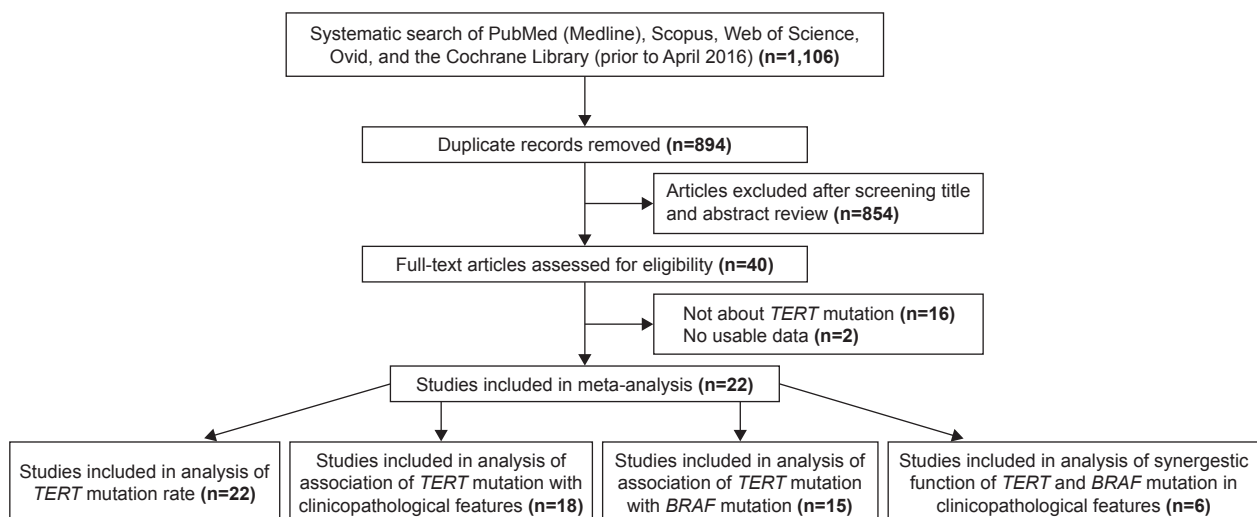 Systematic search of PubMed (Medline), Scopus, Web of Science,
Ovid, and the Cochrane Library (prior to April 2016) (n=1,106)
Duplicate records removed (n=894)
Articles excluded after screening title
and abstract review (n=854)
Full-text articles assessed for eligibility (n=40)
Not about TERT mutation (n=16)
No usable data (n=2)
Studies included in meta-analysis (n=22)
Studies included in analysis of
TERT mutation rate (n=22)
Studies included in analysis of
association of TERT mutation with
clinicopathological features (n=18)
Studies included in analysis of
association of TERT mutation
with BRAF mutation (n=15)
Studies included in analysis of synergestic
function of TERT and BRAF mutation in
clinicopathological features (n=6)